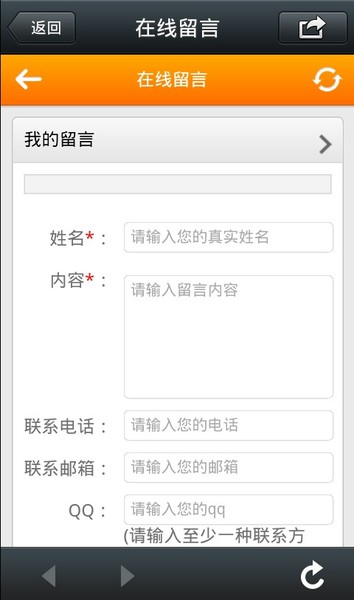 返回 在线留言
在线留言
我的留言
姓名*： 请输入您的真实姓名
内容*： 请输入留言内容
联系电话： 请输入您的电话
联系邮箱： 请输入您的邮箱
QQ： 请输入您的qq
(请输入至少一种联系方